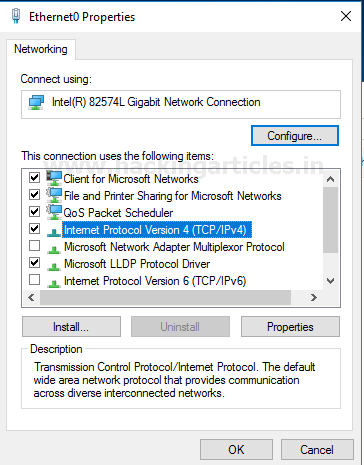 Ethernet0 Properties
Networking
Connect using:
Intel(R) 82574L Gigabit Network Connection
www.hackingarticles.in
Configure...
This connection uses the following items:
Client for Microsoft Networks
File and Printer Sharing for Microsoft Networks
QoS Packet Scheduler
Internet Protocol Version 4 (TCP/IPv4)
Microsoft Network Adapter Multiplexor Protocol
Microsoft LLDP Protocol Driver
Internet Protocol Version 6 (TCP/IPv6)
Install... Uninstall Properties
Description
Transmission Control Protocol/Internet Protocol. The default
wide area network protocol that provides communication
across diverse interconnected networks.
OK Cancel